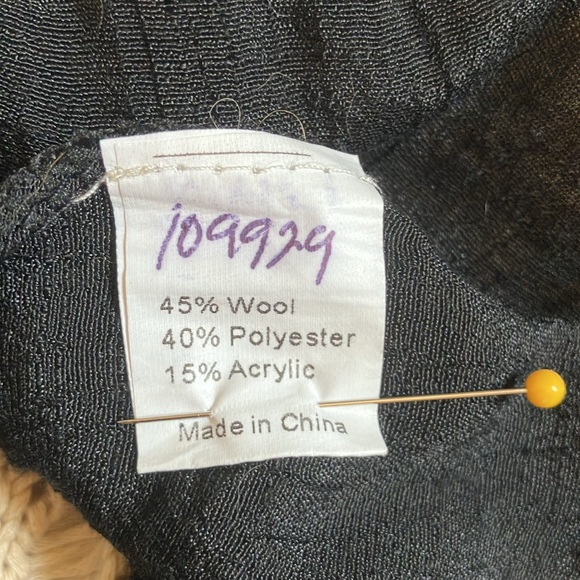 109929
45% Wool
40% Polyester
15% Acrylic
Made in China